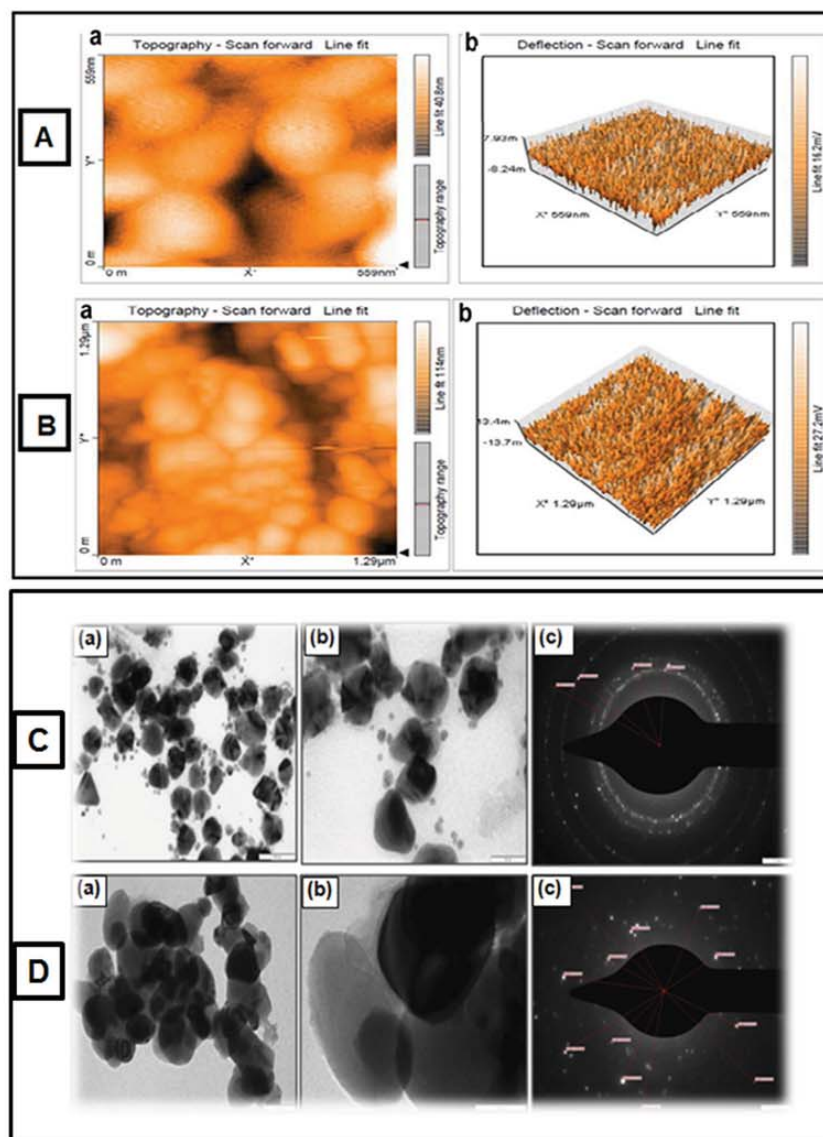 A
a
Topography - Scan forward Line fit
559nm
Y*
0 m
0 m
X*
559nm
Line fit 40.8nm
Topography range
b
Deflection - Scan forward Line fit
7.93m
-8.24m
X* 559nm
Y* 559nm
Line fit 16.2mV
B
a
Topography - Scan forward Line fit
1.29µm
Y*
0 m
0 m
X*
1.29µm
Line fit 114nm
Topography range
b
Deflection - Scan forward Line fit
13.4m
-13.7m
X* 1.29µm
Y* 1.29µm
Line fit 27.2mV
C
(a)
(b)
(c)
D
(a)
(b)
(c)